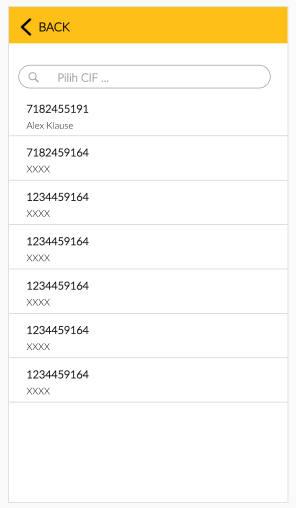 BACK
Pilih CIF ...
7182455191
Alex Klause
7182459164
XXXX
1234459164
XXXX
1234459164
XXXX
1234459164
XXXX
1234459164
XXXX
1234459164
XXXX